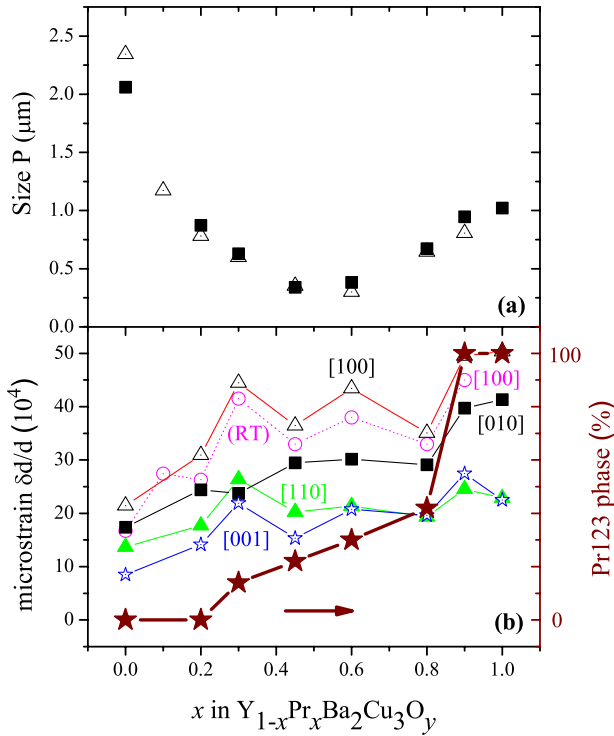 2.5
2.0
1.5
1.0
0.5
0.0
Size P (μm)
(a)
50
40
30
20
10
0
microstrain δd/d (10⁴)
[100]
(RT)
[110]
[001]
[100]
[010]
(b)
100
0
Pr123 phase (%)
0.0 0.2 0.4 0.6 0.8 1.0
x in Y₁₋ₓPrₓBa₂Cu₃Oᵧ